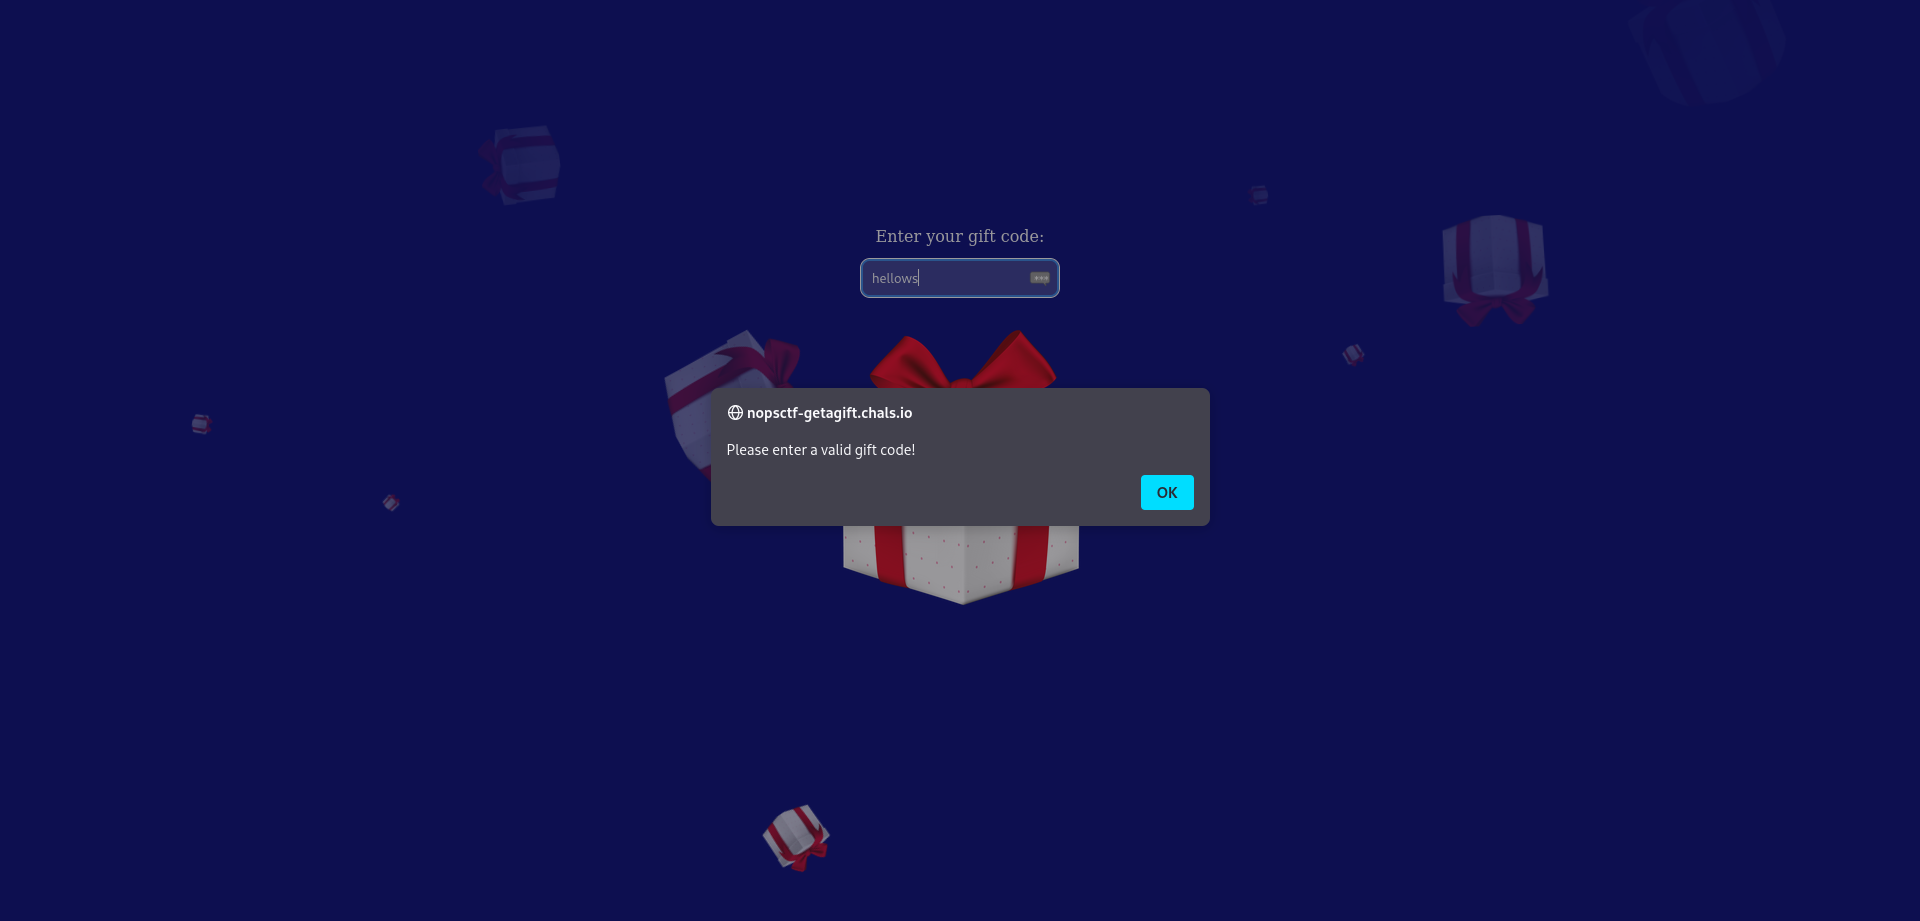 Enter your gift code:
hellows
nopsctf-getagift.chals.io
Please enter a valid gift code!
OK